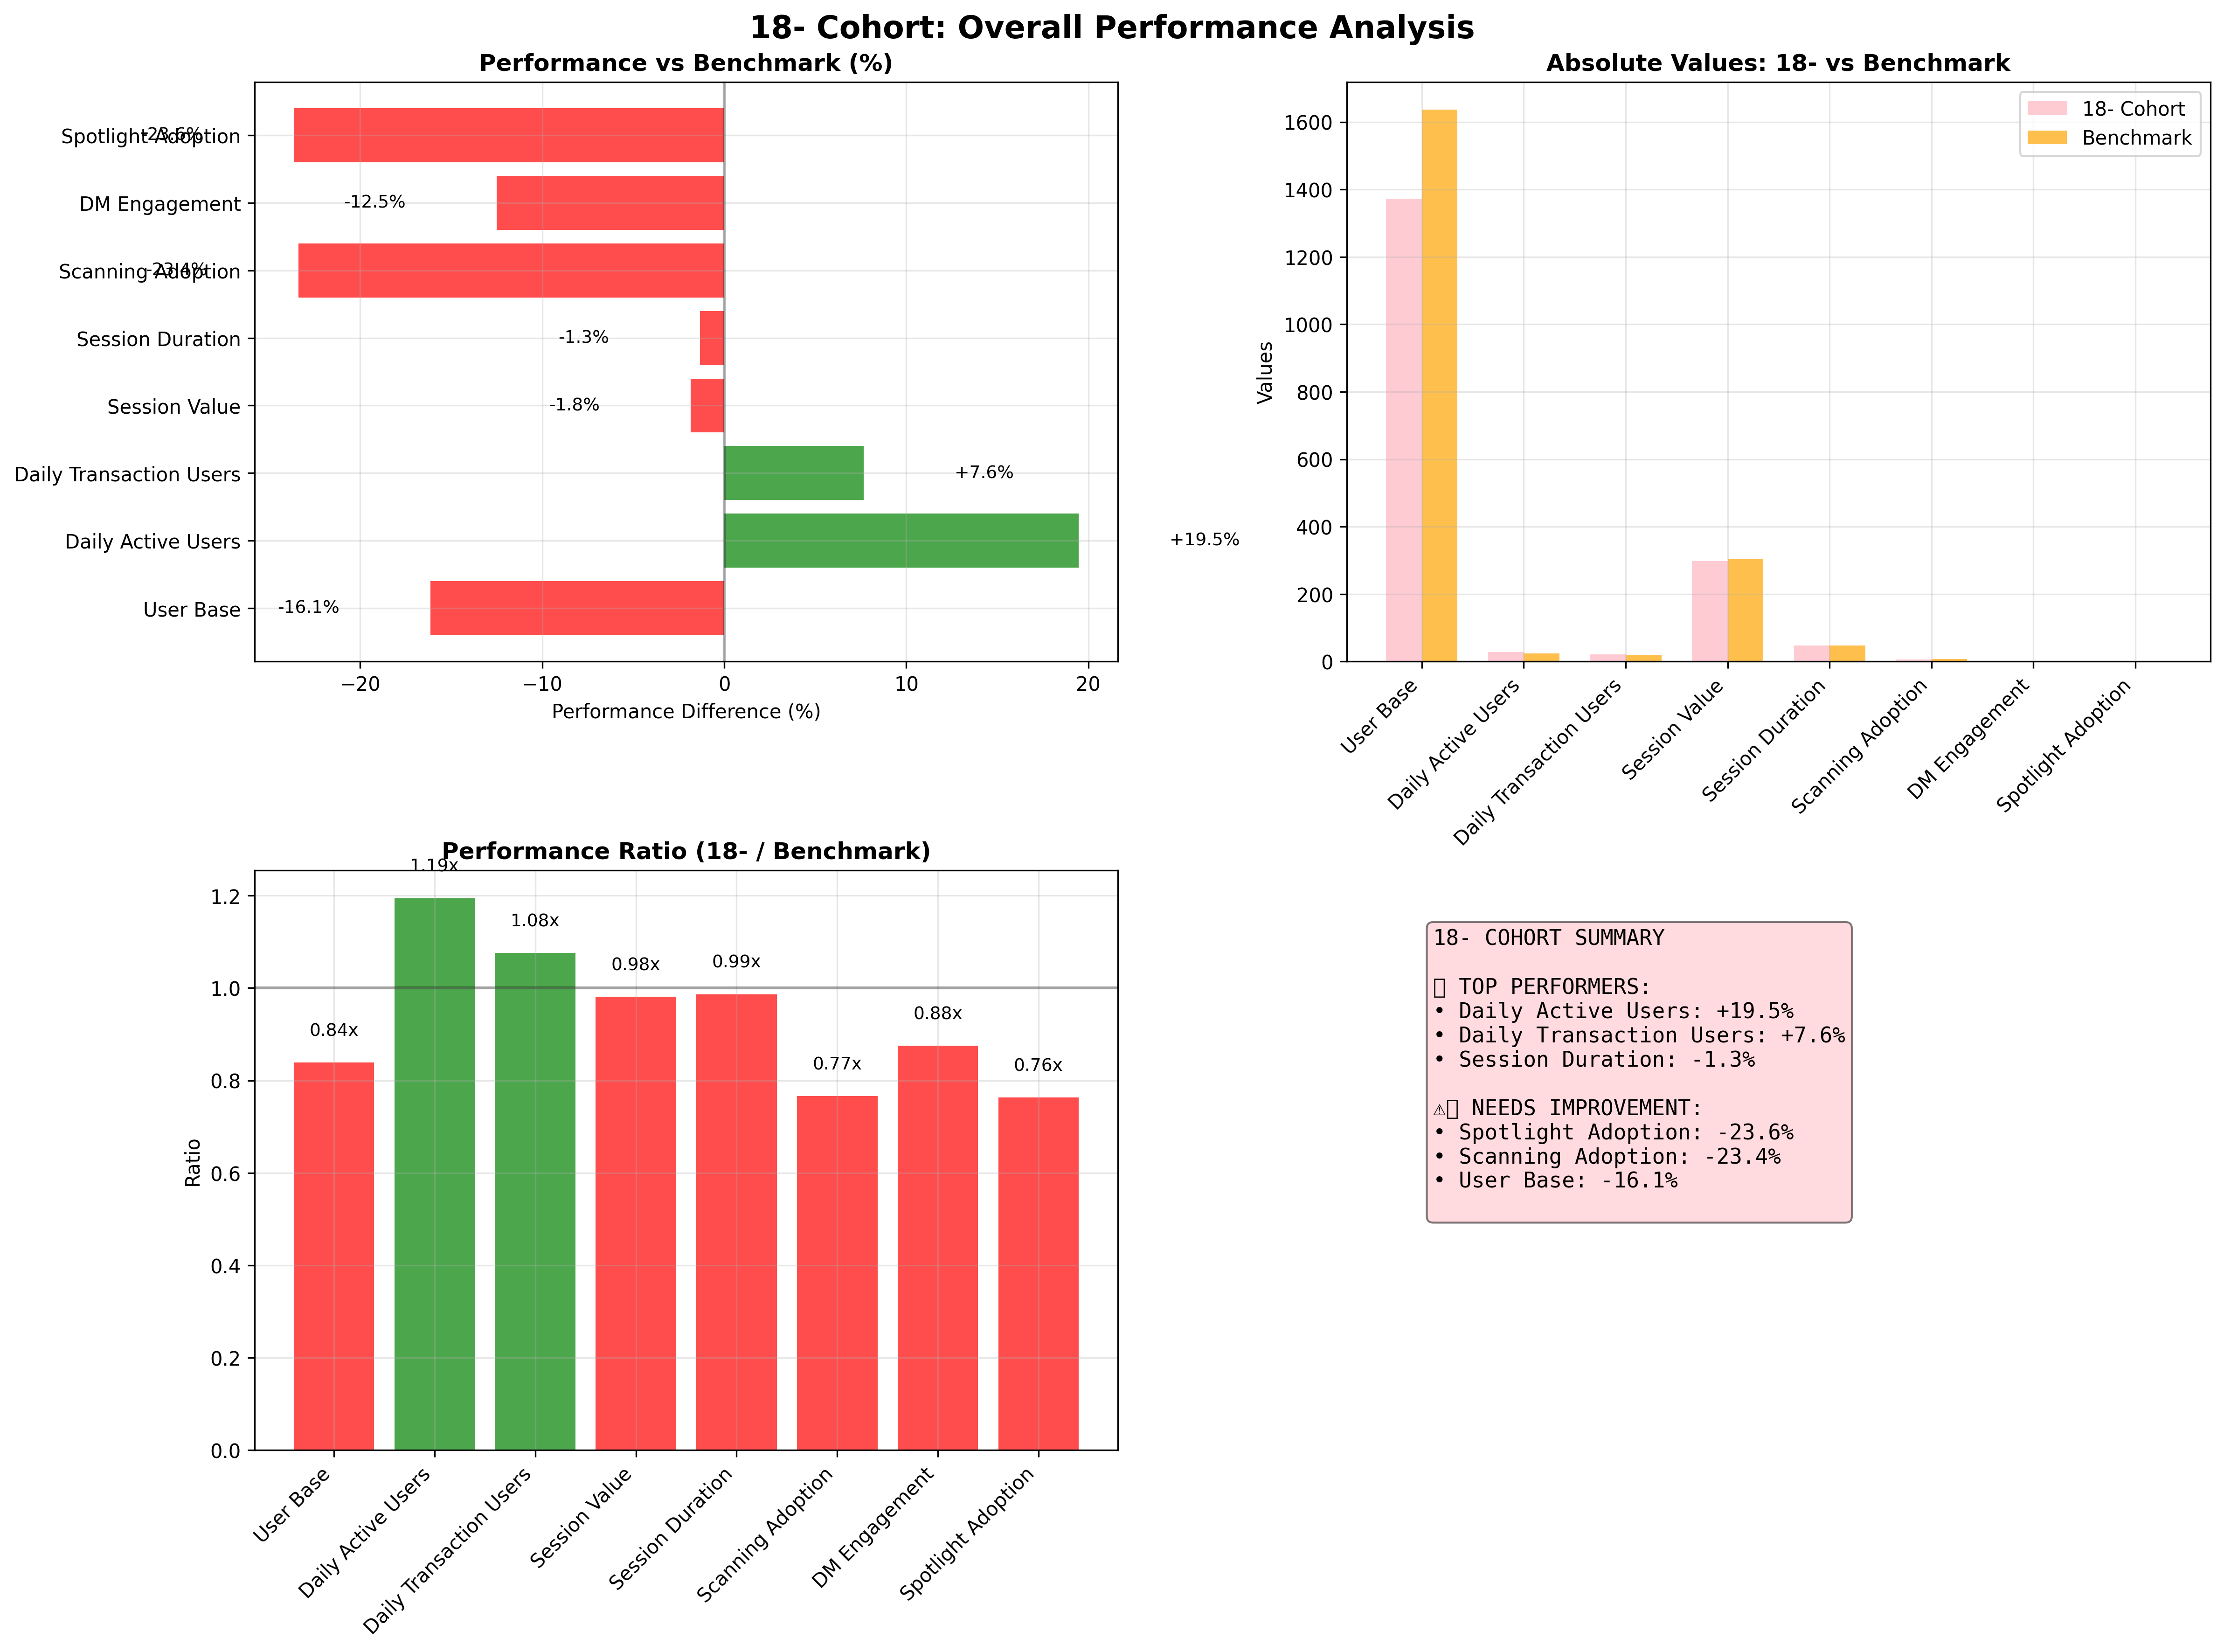 18- Cohort: Overall Performance Analysis
Performance vs Benchmark (%)
Spotlight Adoption
-23.6%
DM Engagement
-12.5%
Scanning Adoption
-23.4%
Session Duration
-1.3%
Session Value
-1.8%
Daily Transaction Users
+7.6%
Daily Active Users
+19.5%
User Base
-16.1%
−20
−10
0
10
20
Performance Difference (%)
Absolute Values: 18- vs Benchmark
18- Cohort
Benchmark
Values
1600
1400
1200
1000
800
600
400
200
0
User Base
Daily Active Users
Daily Transaction Users
Session Value
Session Duration
Scanning Adoption
DM Engagement
Spotlight Adoption
Performance Ratio (18- / Benchmark)
Ratio
1.2
1.0
0.8
0.6
0.4
0.2
0.0
0.84x
1.19x
1.08x
0.98x
0.99x
0.77x
0.88x
0.76x
User Base
Daily Active Users
Daily Transaction Users
Session Value
Session Duration
Scanning Adoption
DM Engagement
Spotlight Adoption
18- COHORT SUMMARY
TOP PERFORMERS:
• Daily Active Users: +19.5%
• Daily Transaction Users: +7.6%
• Session Duration: -1.3%
⚠ NEEDS IMPROVEMENT:
• Spotlight Adoption: -23.6%
• Scanning Adoption: -23.4%
• User Base: -16.1%